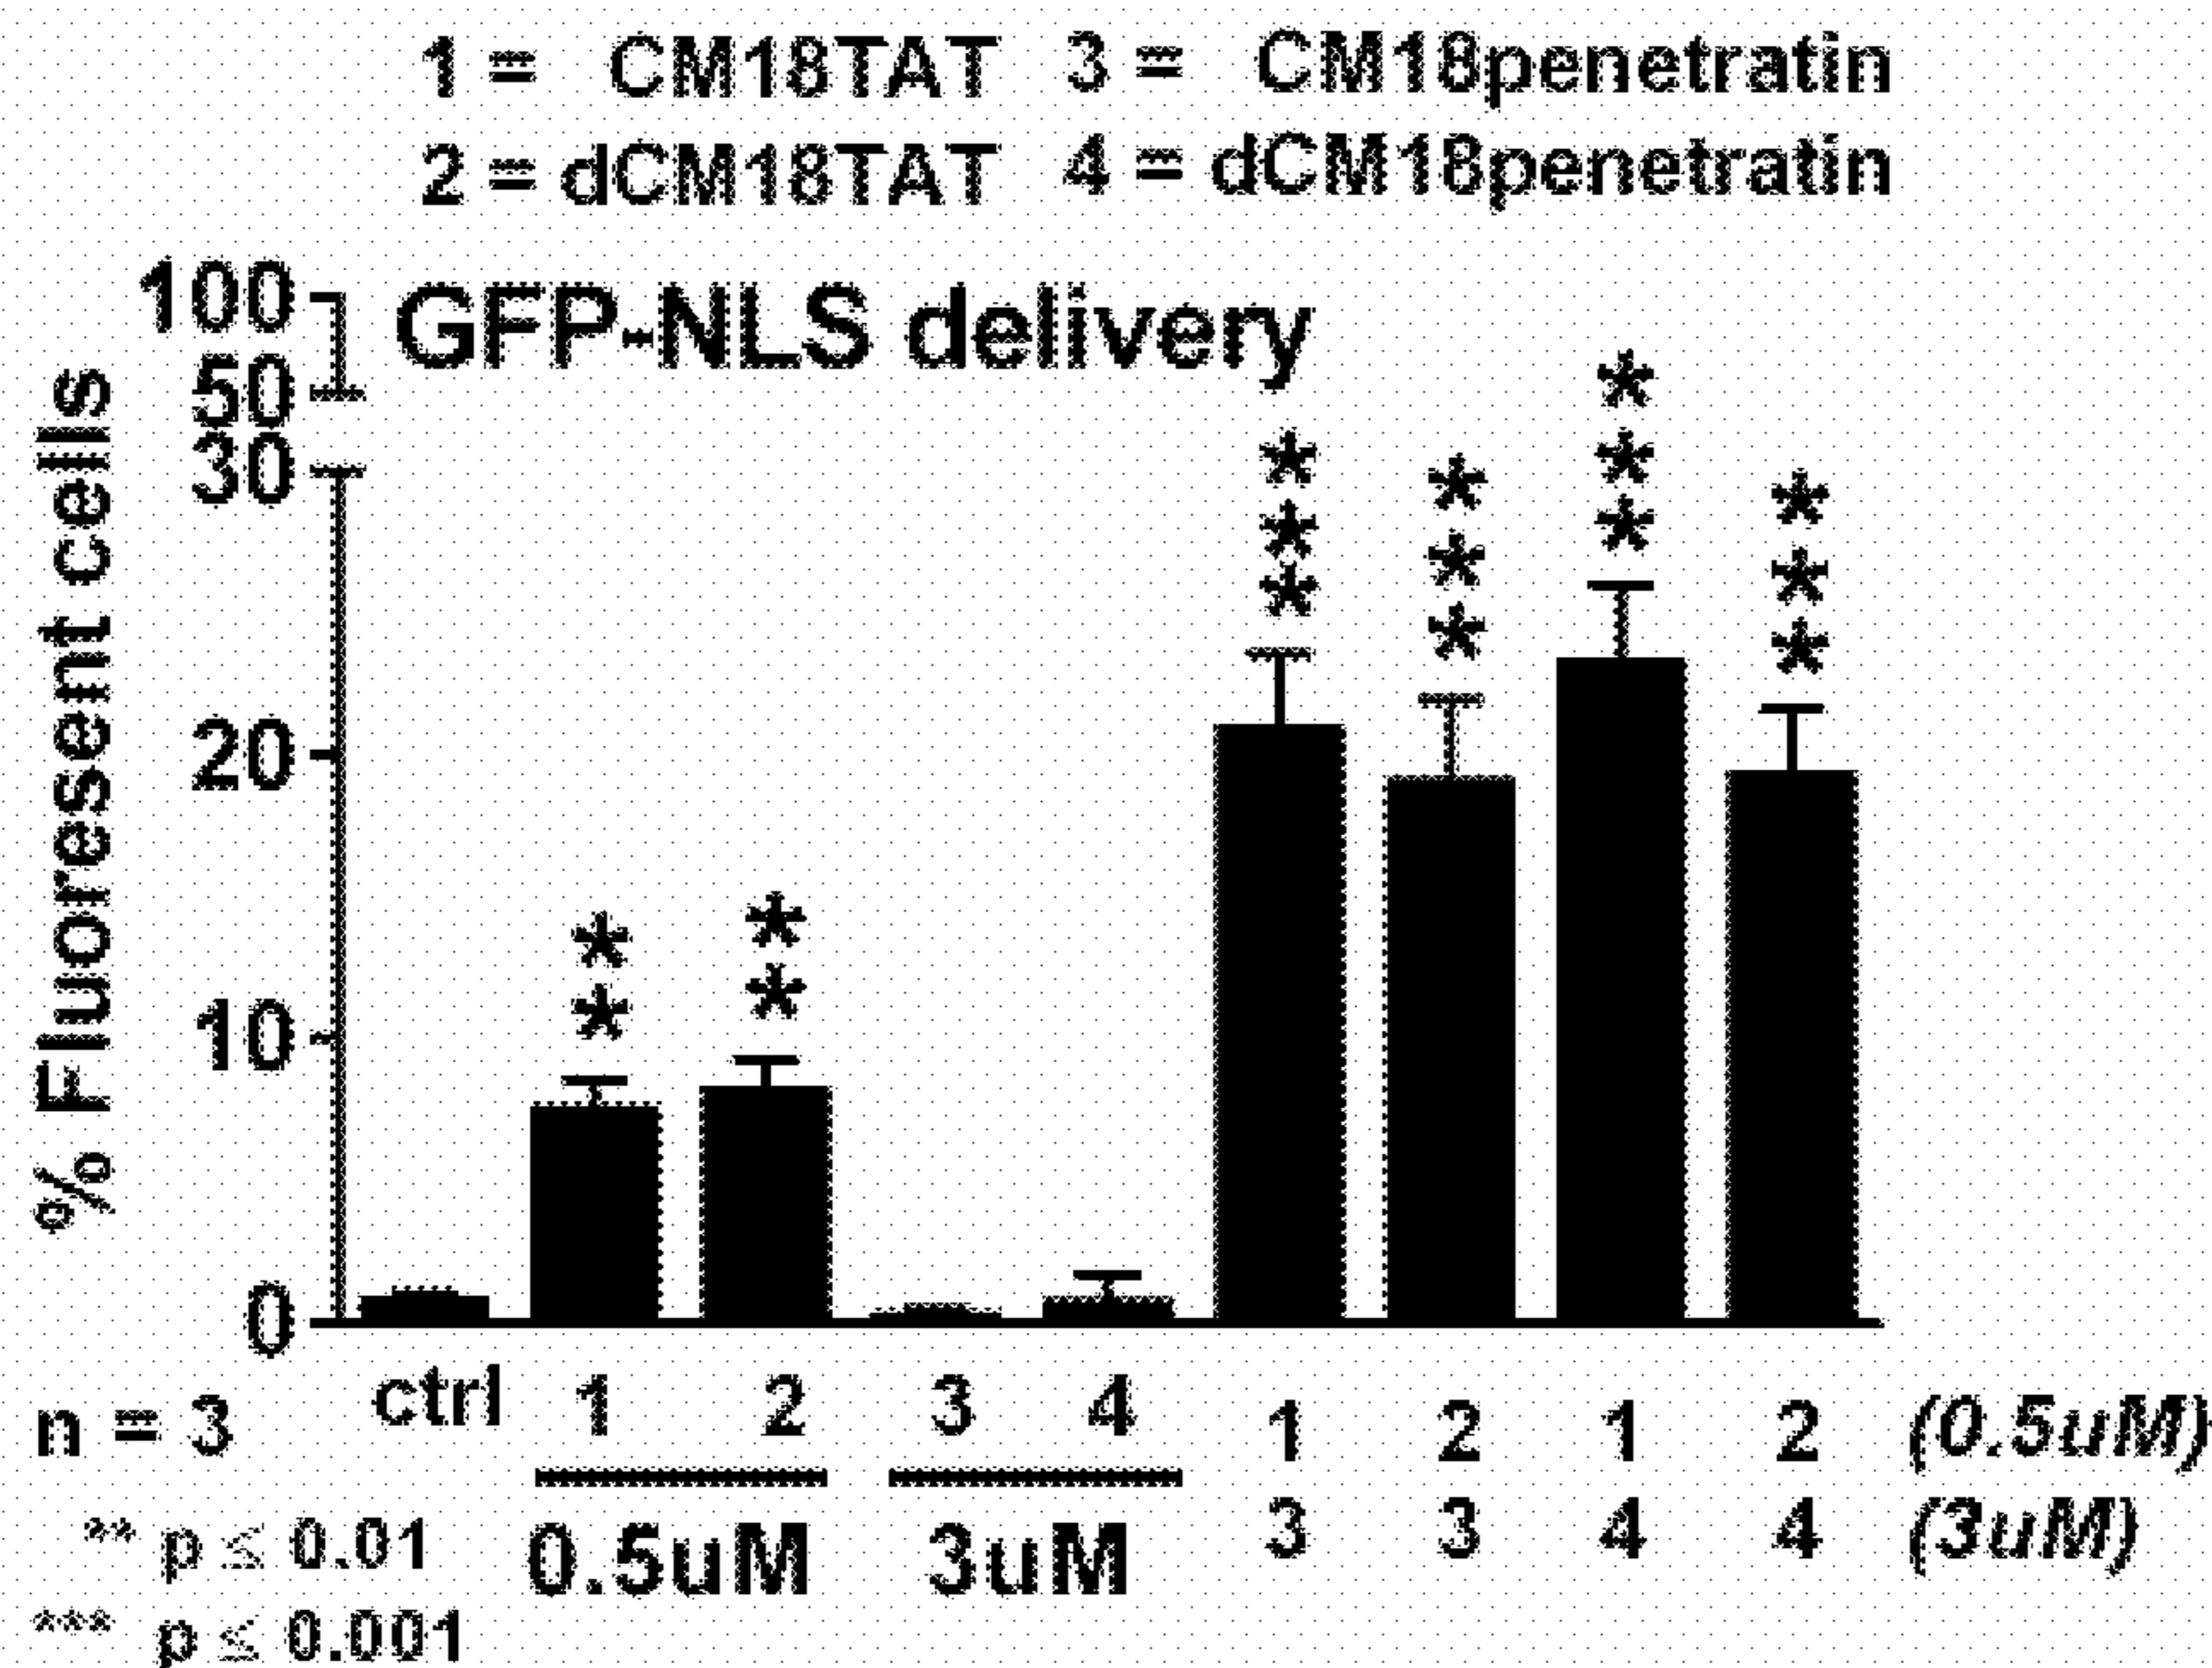 1 = CM18TAT 3 = CM18penetratin
2 = dCM18TAT 4 = dCM18penetratin
GFP-NLS delivery
% Fluoresent cells
100
50
30
20
10
0
* * * * * * * * * * * *
* * * *
ctrl 1 2 3 4 1 2 1 2 (0.5uM)
3 3 4 4 (3uM)
0.5uM 3uM
n = 3
** p ≤ 0.01
*** p ≤ 0.001